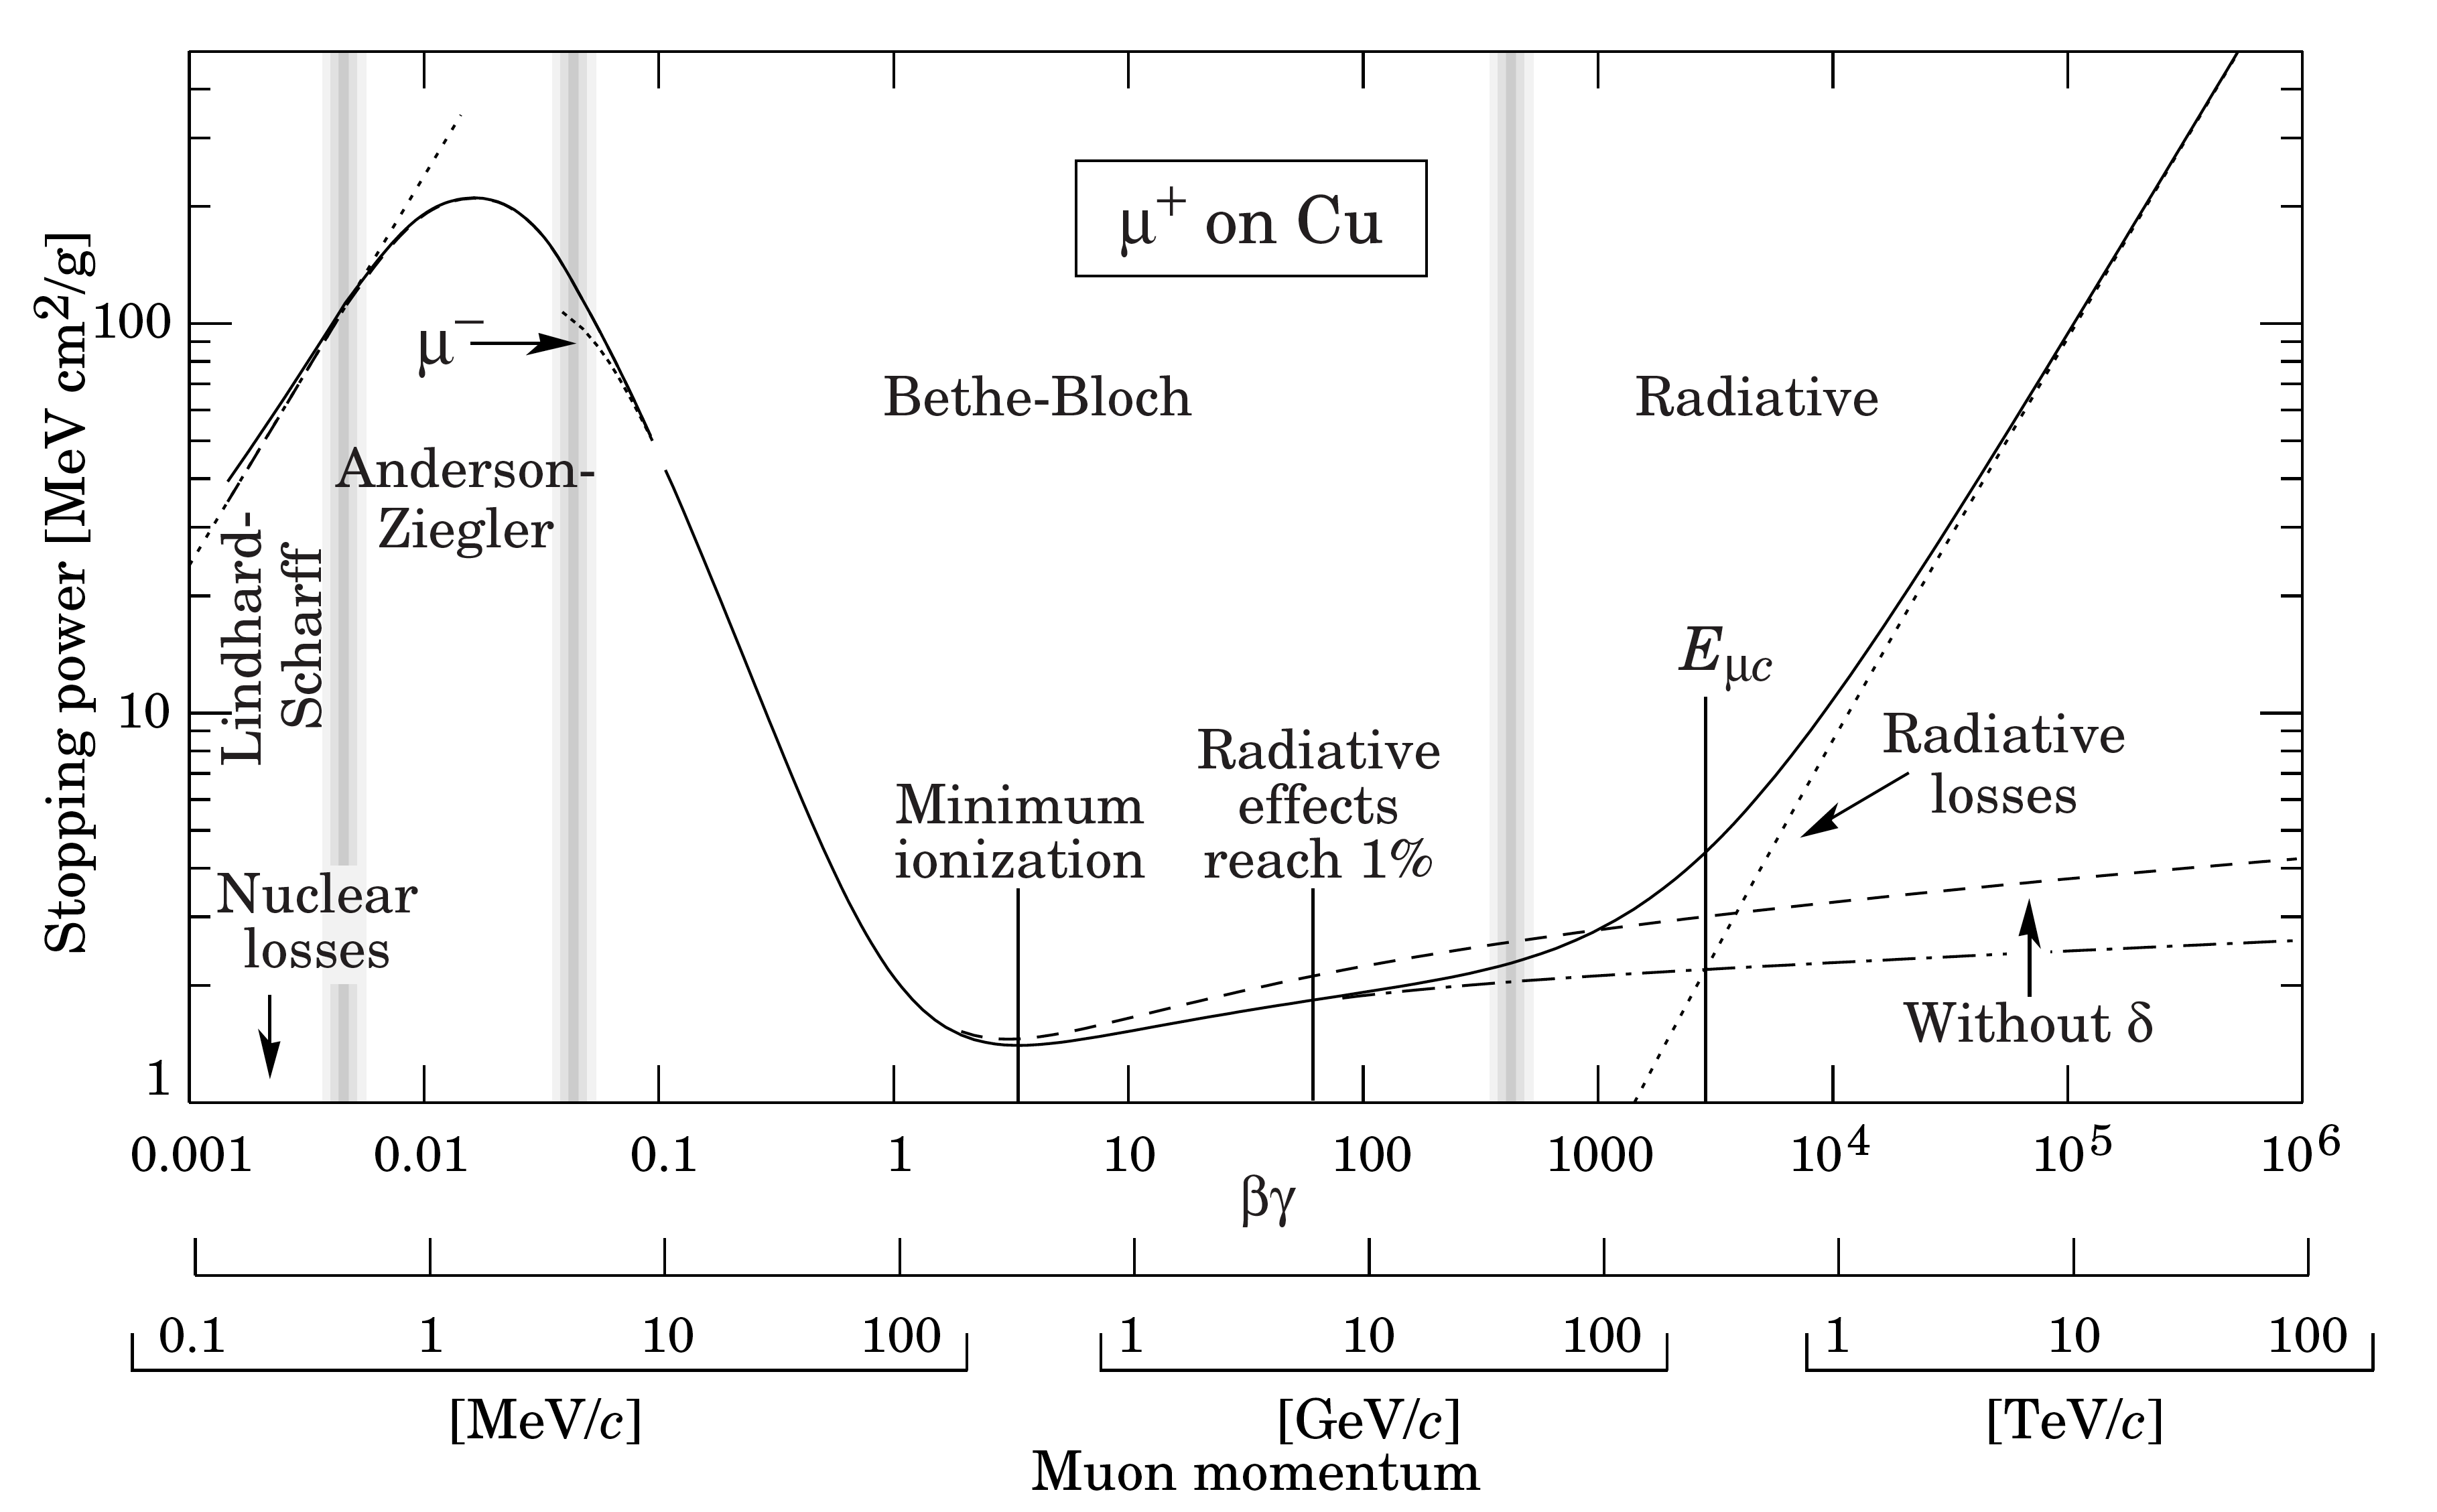 μ⁺ on Cu
Stopping power [MeV cm²/g]
100
10
1
μ⁻
Bethe-Bloch
Radiative
Anderson-
Ziegler
Lindhard-
Scharff
Eμc
Radiative
losses
Radiative
effects
reach 1%
Minimum
ionization
Nuclear
losses
Without δ
0.001 0.01 0.1 1 10 100 1000 10⁴ 10⁵ 10⁶
βγ
0.1 1 10 100 1 10 100 1 10 100
[MeV/c] [GeV/c] [TeV/c]
Muon momentum